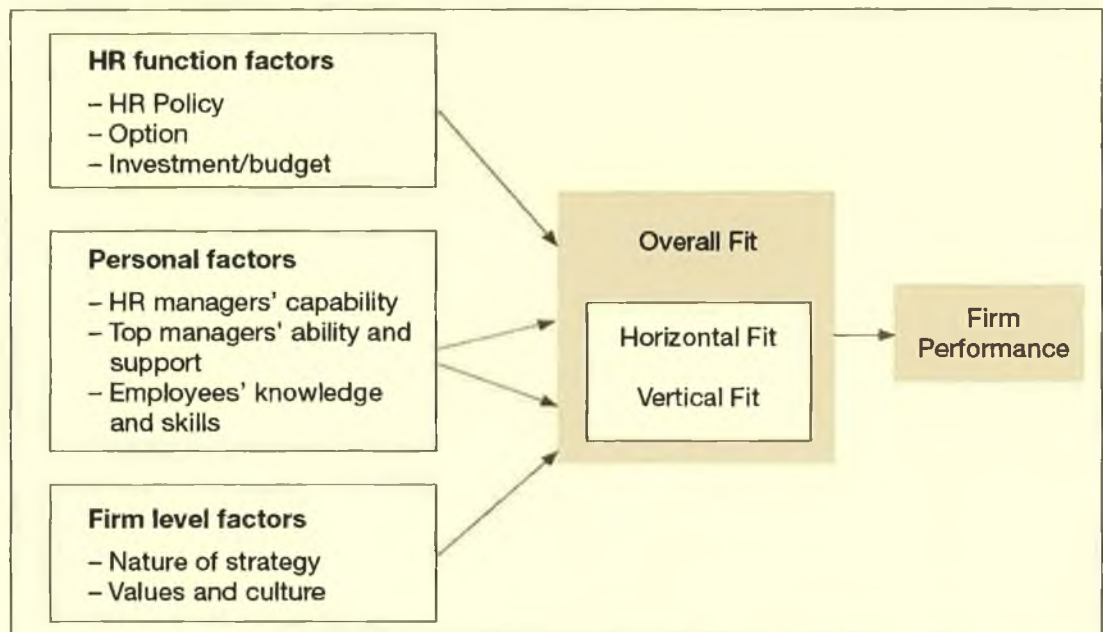 HR function factors
– HR Policy
– Option
– Investment/budget
Personal factors
– HR managers' capability
– Top managers' ability and
support
– Employees' knowledge
and skills
Firm level factors
– Nature of strategy
– Values and culture
Overall Fit
Horizontal Fit
Vertical Fit
Firm
Performance